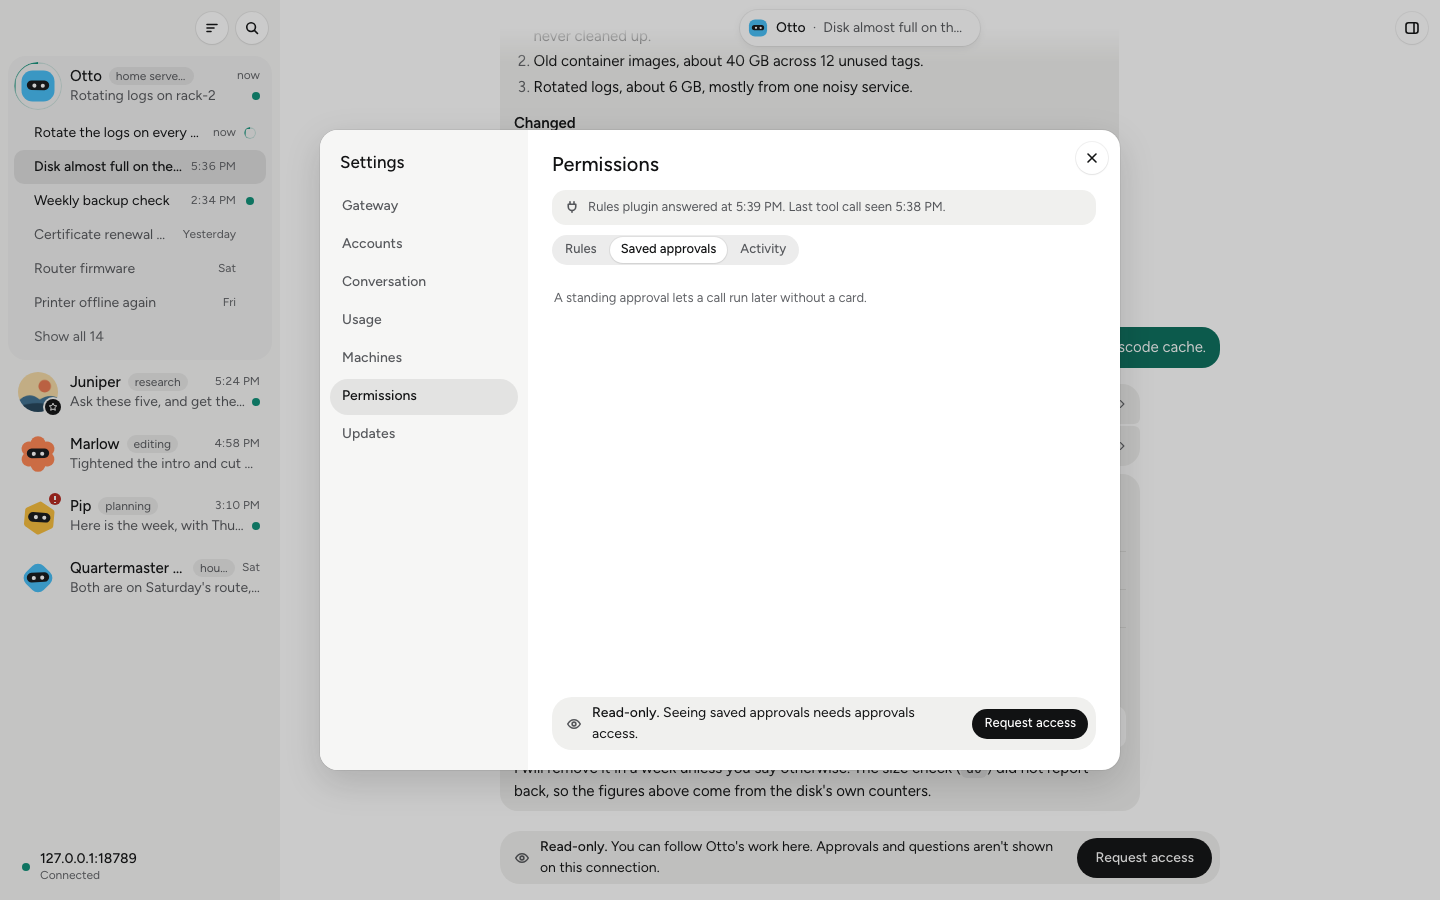 Otto home serve... now
Rotating logs on rack-2
Rotate the logs on every ... now
Disk almost full on the... 5:36 PM
Weekly backup check 2:34 PM
Certificate renewal ... Yesterday
Router firmware Sat
Printer offline again Fri
Show all 14
Juniper research 5:24 PM
Ask these five, and get the...
Marlow editing 4:58 PM
Tightened the intro and cut ...
Pip planning 3:10 PM
Here is the week, with Thu...
Quartermaster ... hou... Sat
Both are on Saturday's route,...
127.0.0.1:18789
Connected
Otto · Disk almost full on th...
never cleaned up.
2. Old container images, about 40 GB across 12 unused tags.
3. Rotated logs, about 6 GB, mostly from one noisy service.
Changed
scode cache.
Settings
Gateway
Accounts
Conversation
Usage
Machines
Permissions
Updates
Permissions
Rules plugin answered at 5:39 PM. Last tool call seen 5:38 PM.
Rules Saved approvals Activity
A standing approval lets a call run later without a card.
Read-only. Seeing saved approvals needs approvals
access.
Request access
I will remove it in a week unless you say otherwise. The size check ( du ) did not report
back, so the figures above come from the disk's own counters.
Read-only. You can follow Otto's work here. Approvals and questions aren't shown
on this connection.
Request access